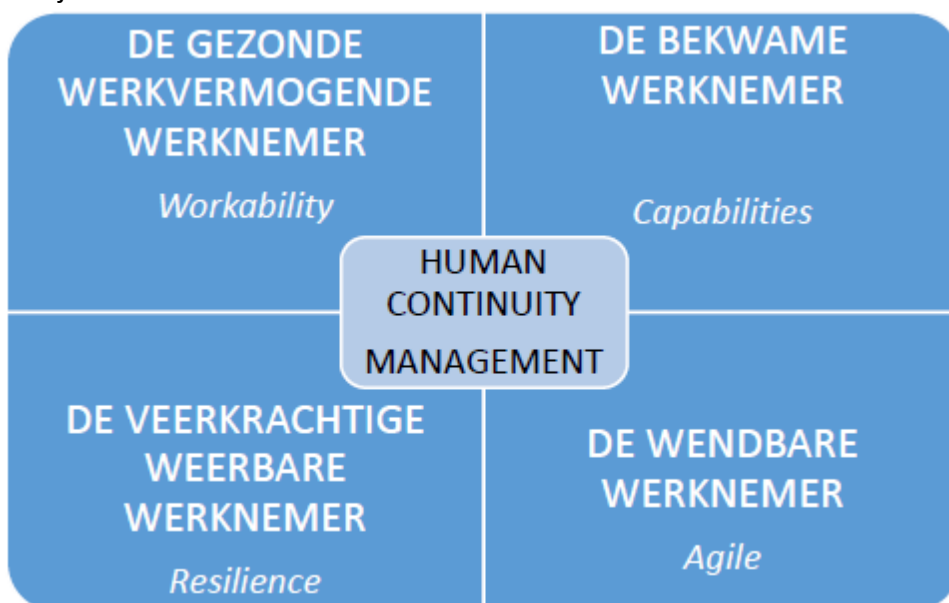 DE GEZONDE
WERKVERMOGENDE
WERKNEMER
Workability
DE BEKWAME
WERKNEMER
Capabilities
HUMAN
CONTINUITY
MANAGEMENT
DE VEERKRACHTIGE
WEERBARE
WERKNEMER
Resilience
DE WENDBARE
WERKNEMER
Agile